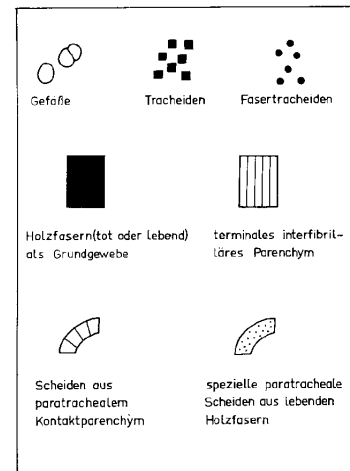 Gefäße
Tracheiden
Fasertracheiden
Holzfasern(tot oder lebend)
als Grundgewebe
terminales interfibril-
läres Parenchym
Scheiden aus
paratrachealem
Kontaktparenchym
spezielle paratracheale
Scheiden aus lebenden
Holzfasern